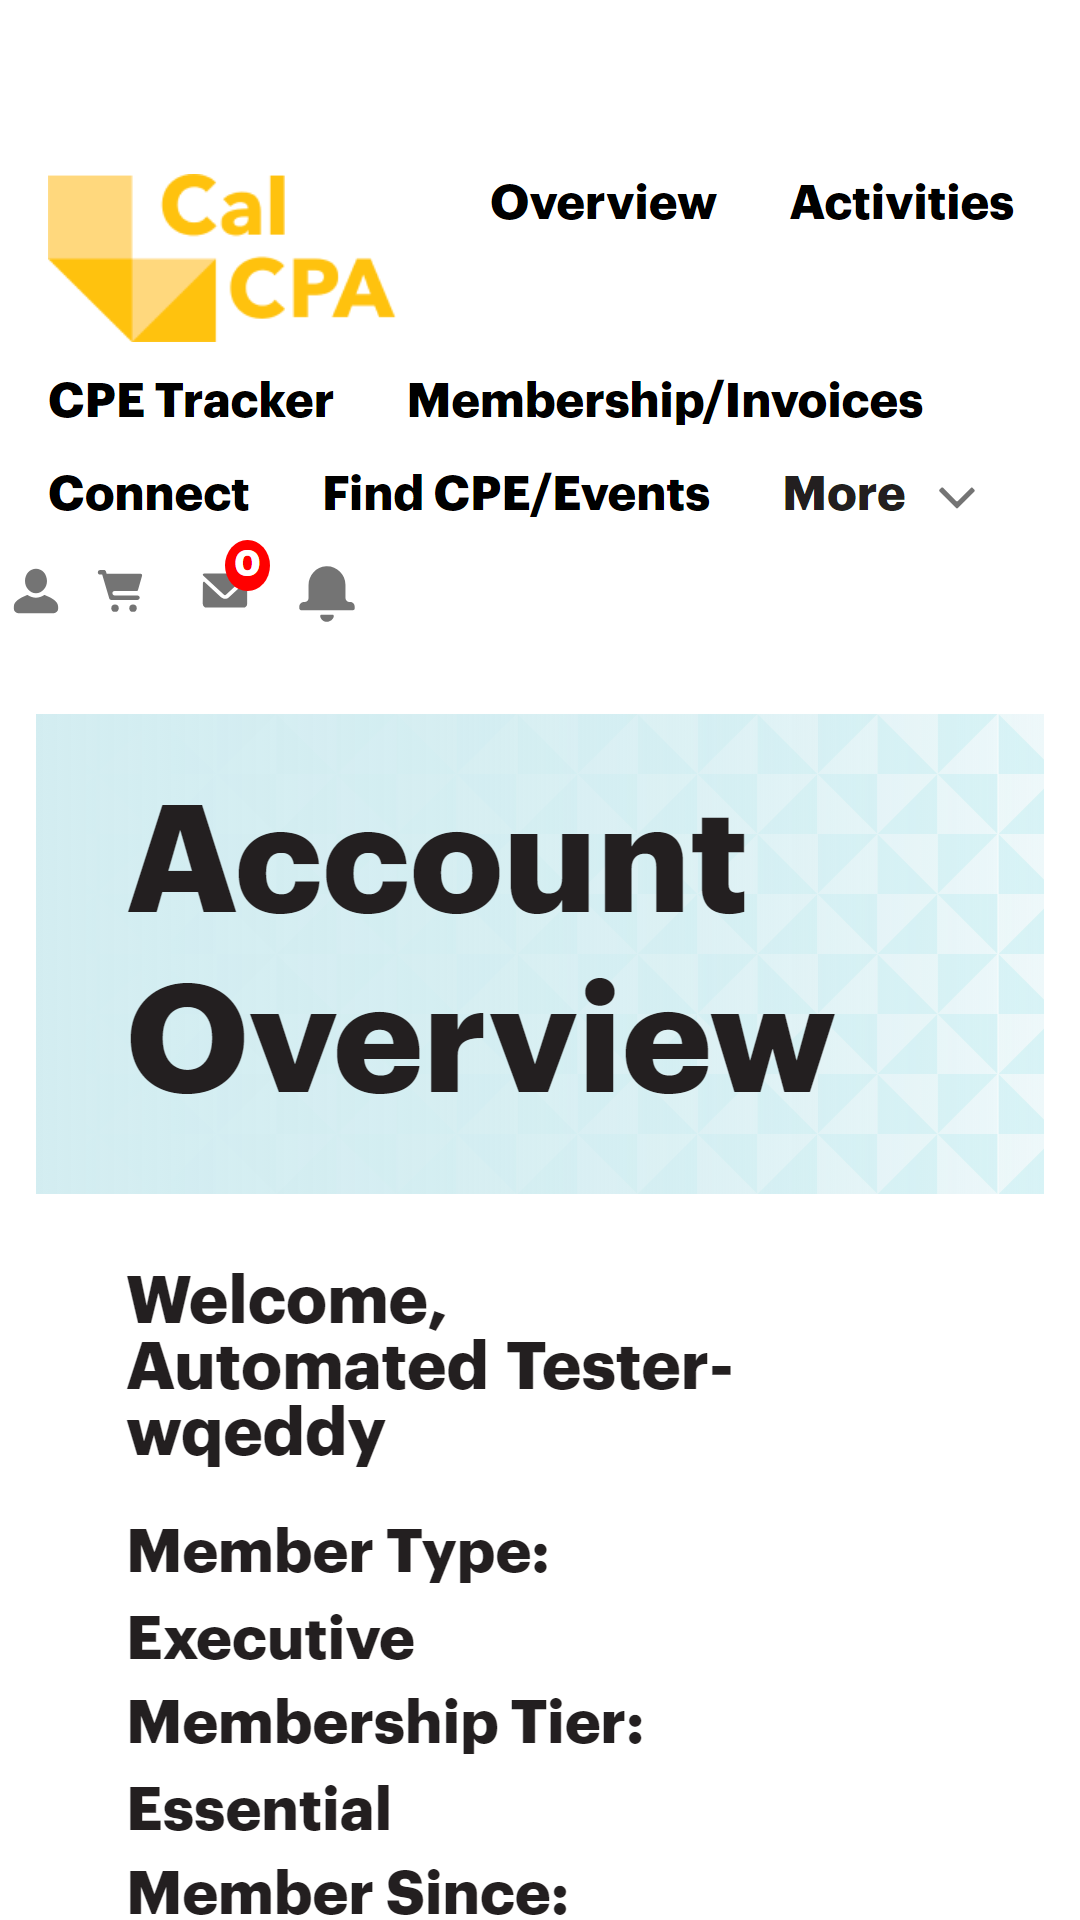 Cal
CPA
Overview Activities
CPE Tracker Membership/Invoices
Connect Find CPE/Events More
0
Account
Overview
Welcome,
Automated Tester-
wqeddy
Member Type:
Executive
Membership Tier:
Essential
Member Since: